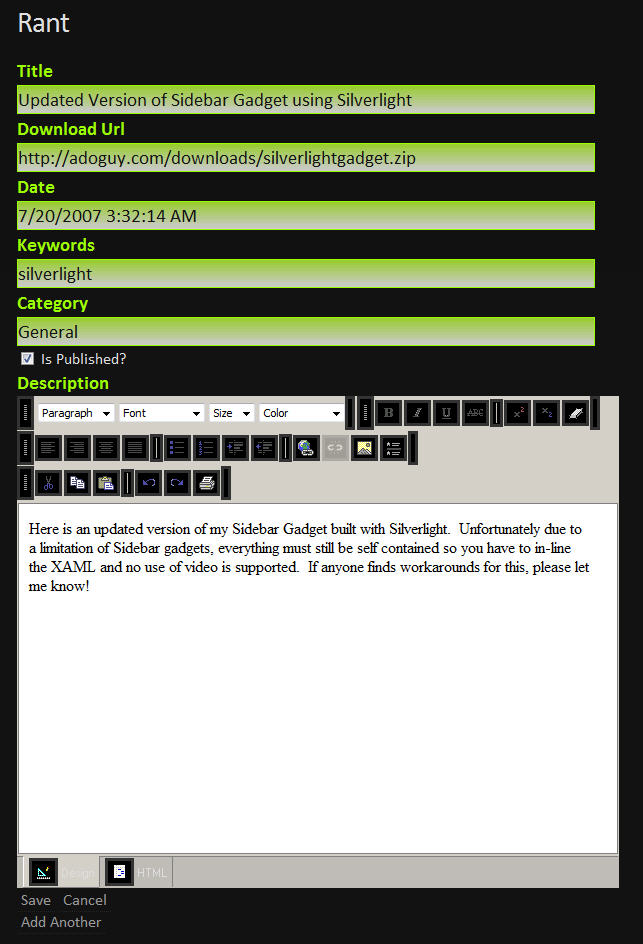 Rant
Title
Updated Version of Sidebar Gadget using Silverlight
Download Url
http://adoguy.com/downloads/silverlightgadget.zip
Date
7/20/2007 3:32:14 AM
Keywords
silverlight
Category
General
Is Published?
Description
Paragraph Font Size Color B I U ABC x² x₂
Here is an updated version of my Sidebar Gadget built with Silverlight.  Unfortunately due to
a limitation of Sidebar gadgets, everything must still be self contained so you have to in-line
the XAML and no use of video is supported.  If anyone finds workarounds for this, please let
me know!
Design HTML
Save Cancel
Add Another